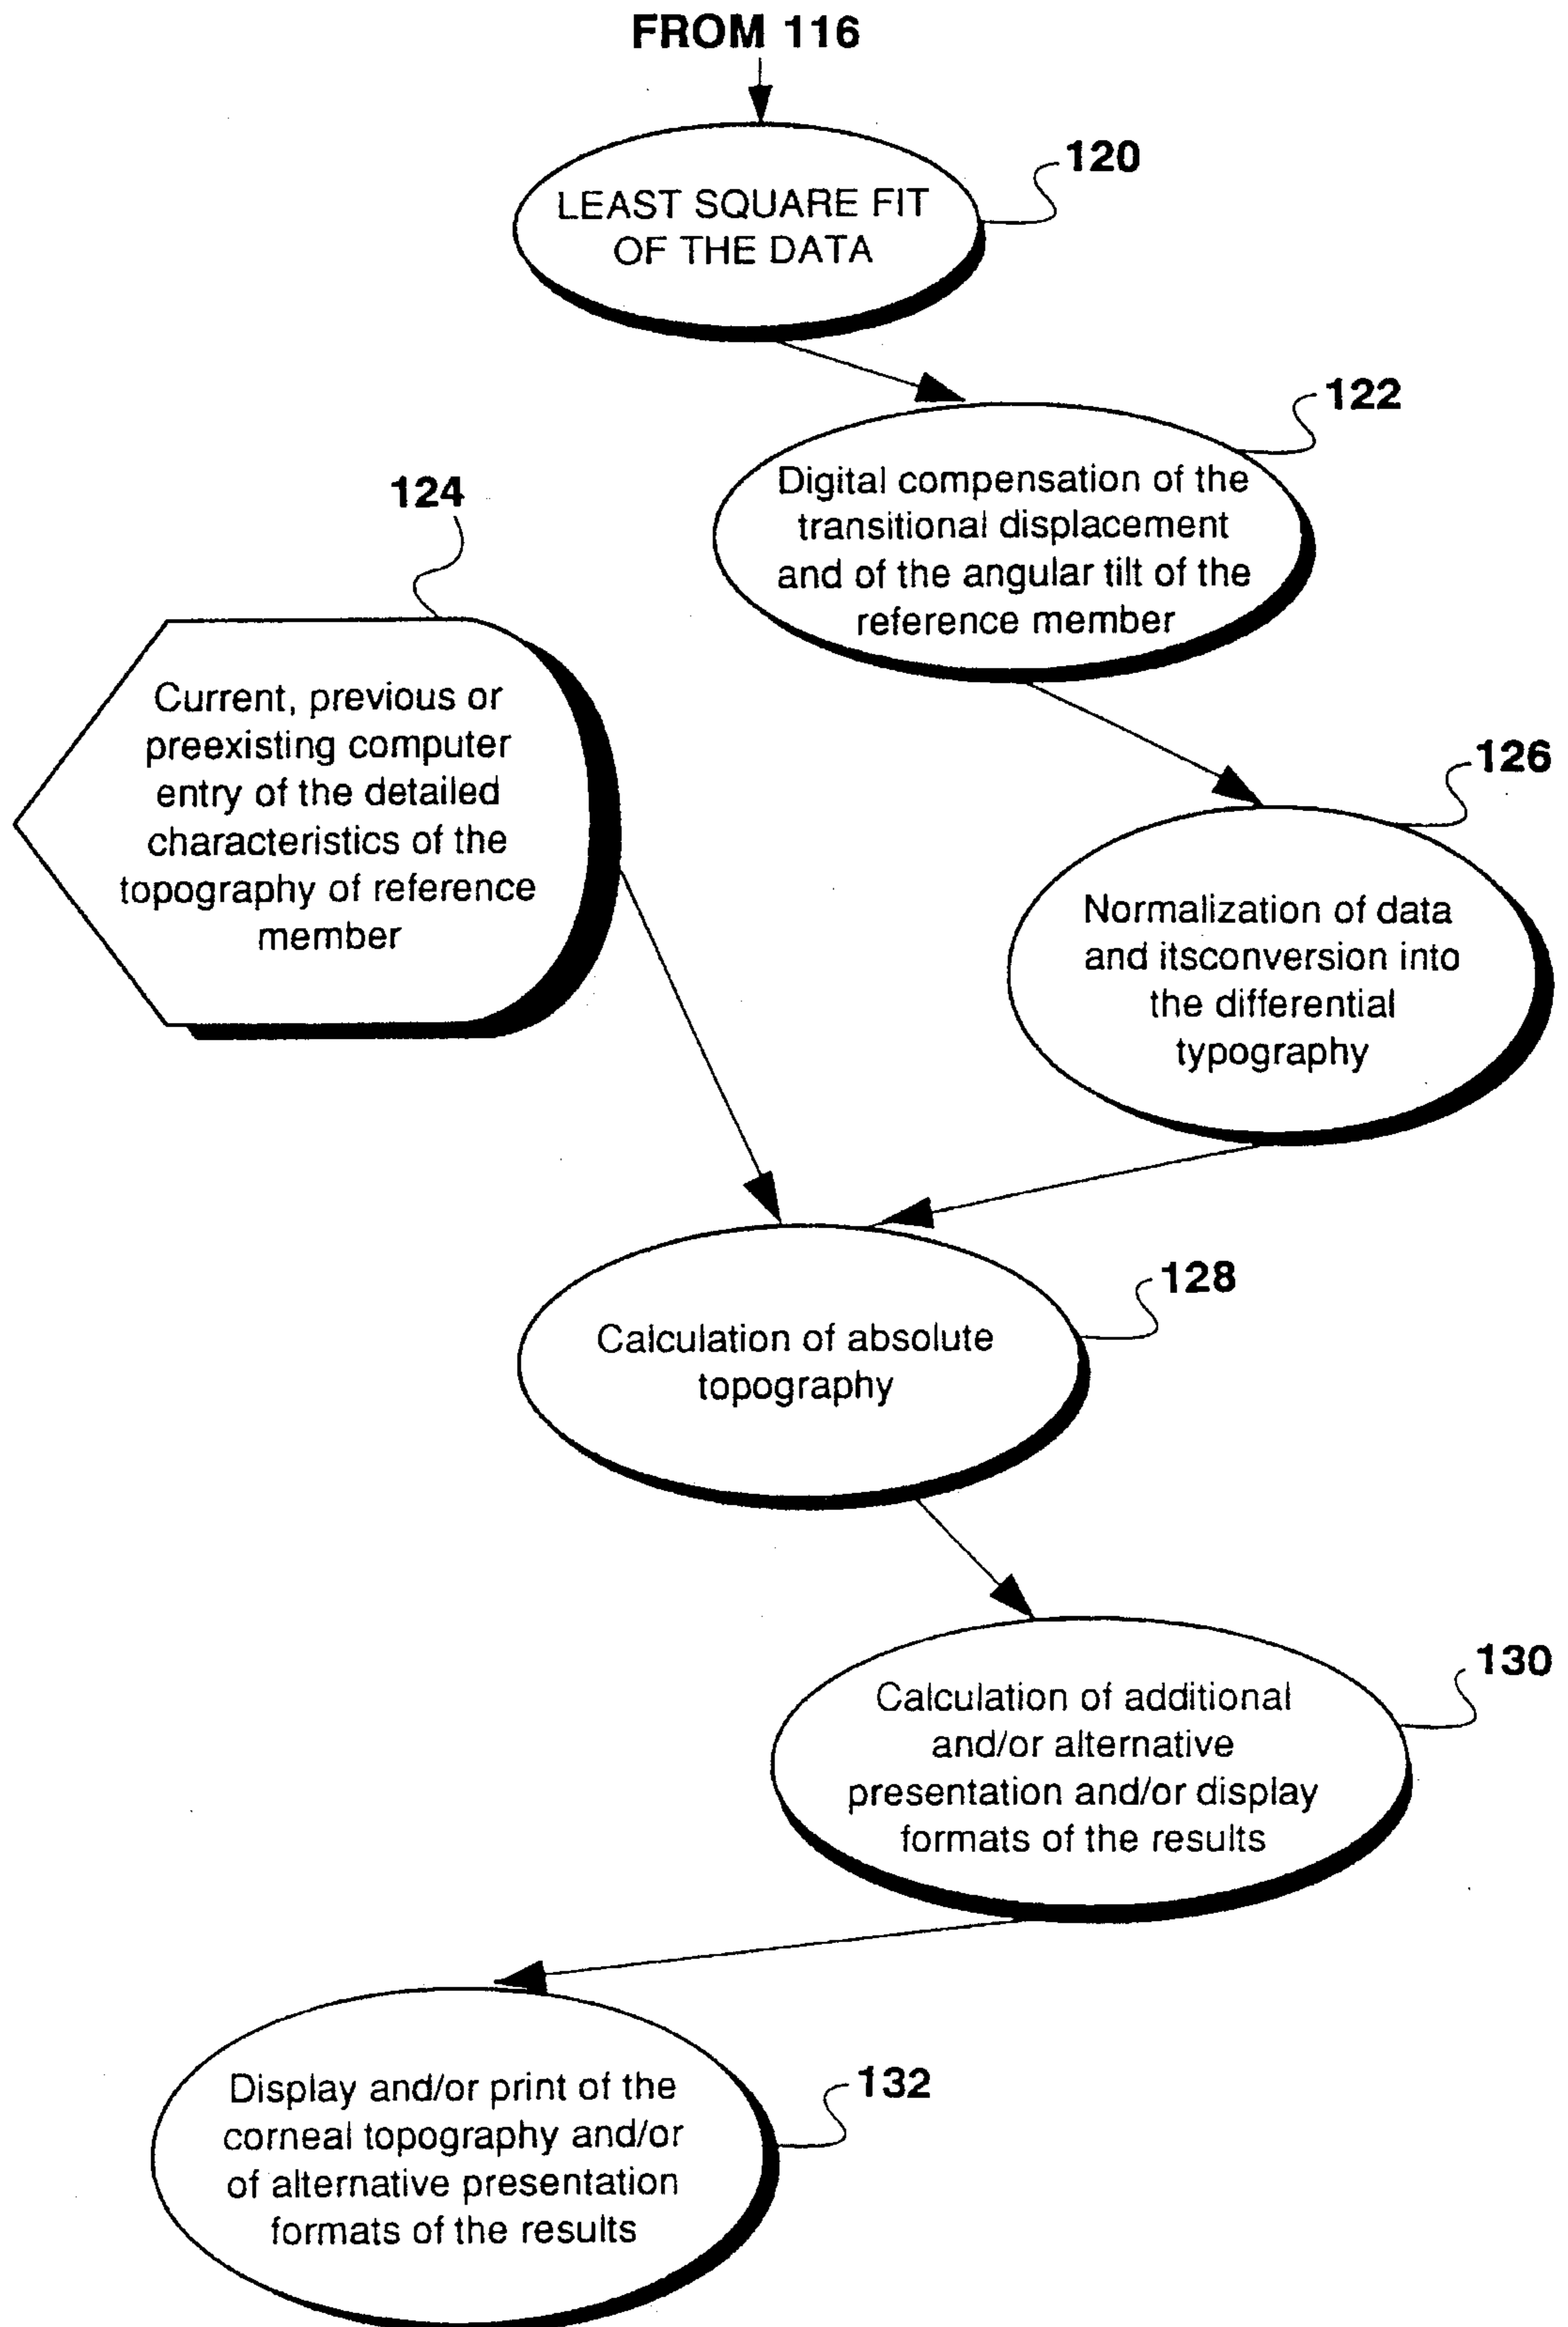 FROM 116
120
LEAST SQUARE FIT
OF THE DATA
122
Digital compensation of the
transitional displacement
and of the angular tilt of the
reference member
124
Current, previous or
preexisting computer
entry of the detailed
characteristics of the
topography of reference
member
126
Normalization of data
and itsconversion into
the differential
typography
128
Calculation of absolute
topography
130
Calculation of additional
and/or alternative
presentation and/or display
formats of the results
132
Display and/or print of the
corneal topography and/or
of alternative presentation
formats of the results